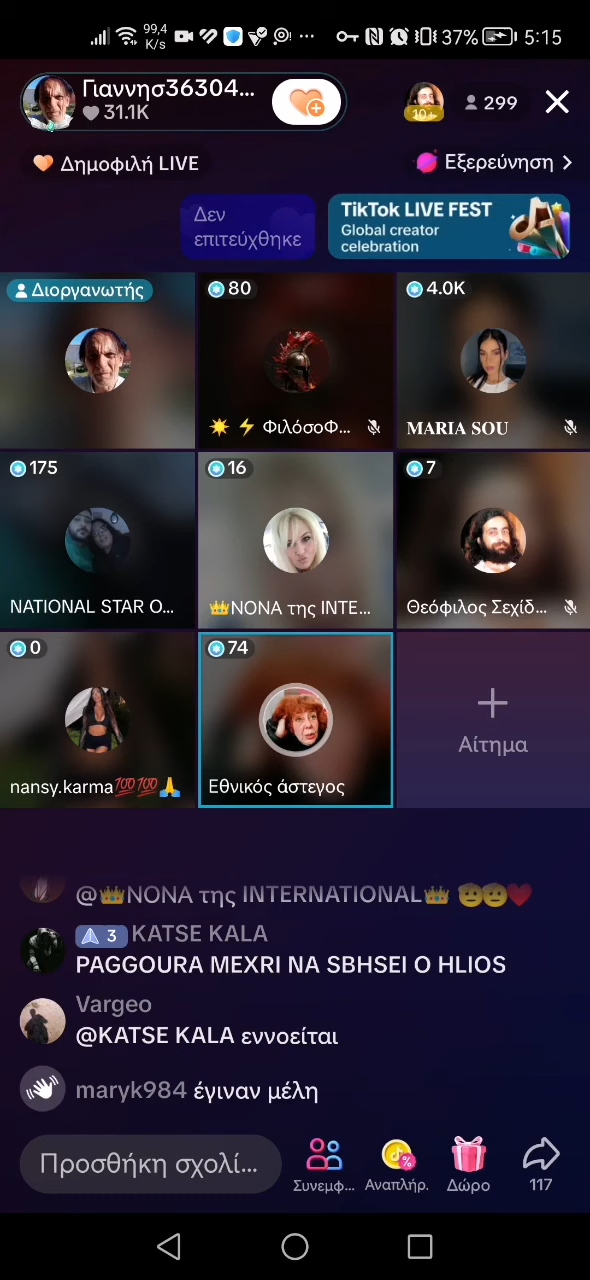 99,4
K/s
37%
5:15
Γιαννησ36304...
31.1K
10+
299
Δημοφιλή LIVE
Εξερεύνηση
Δεν
επιτεύχθηκε
TikTok LIVE FEST
Global creator
celebration
Διοργανωτής
80
ΦιλόσοΦ...
4.0K
MARIA SOU
175
NATIONAL STAR O...
16
NONA της INTE...
7
Θεόφιλος Σεχίδ...
0
nansy.karma💯💯🙏
74
Εθνικός άστεγος
Αίτημα
@👑NONA της INTERNATIONAL👑 🫡🫡❤️
3 KATSE KALA
PAGGOURA MEXRI NA SBHSEI O HLIOS
Vargeo
@KATSE KALA εννοείται
maryk984 έγιναν μέλη
Προσθήκη σχολί...
Συνεμφ...
Αναπλήρ.
Δώρο
117